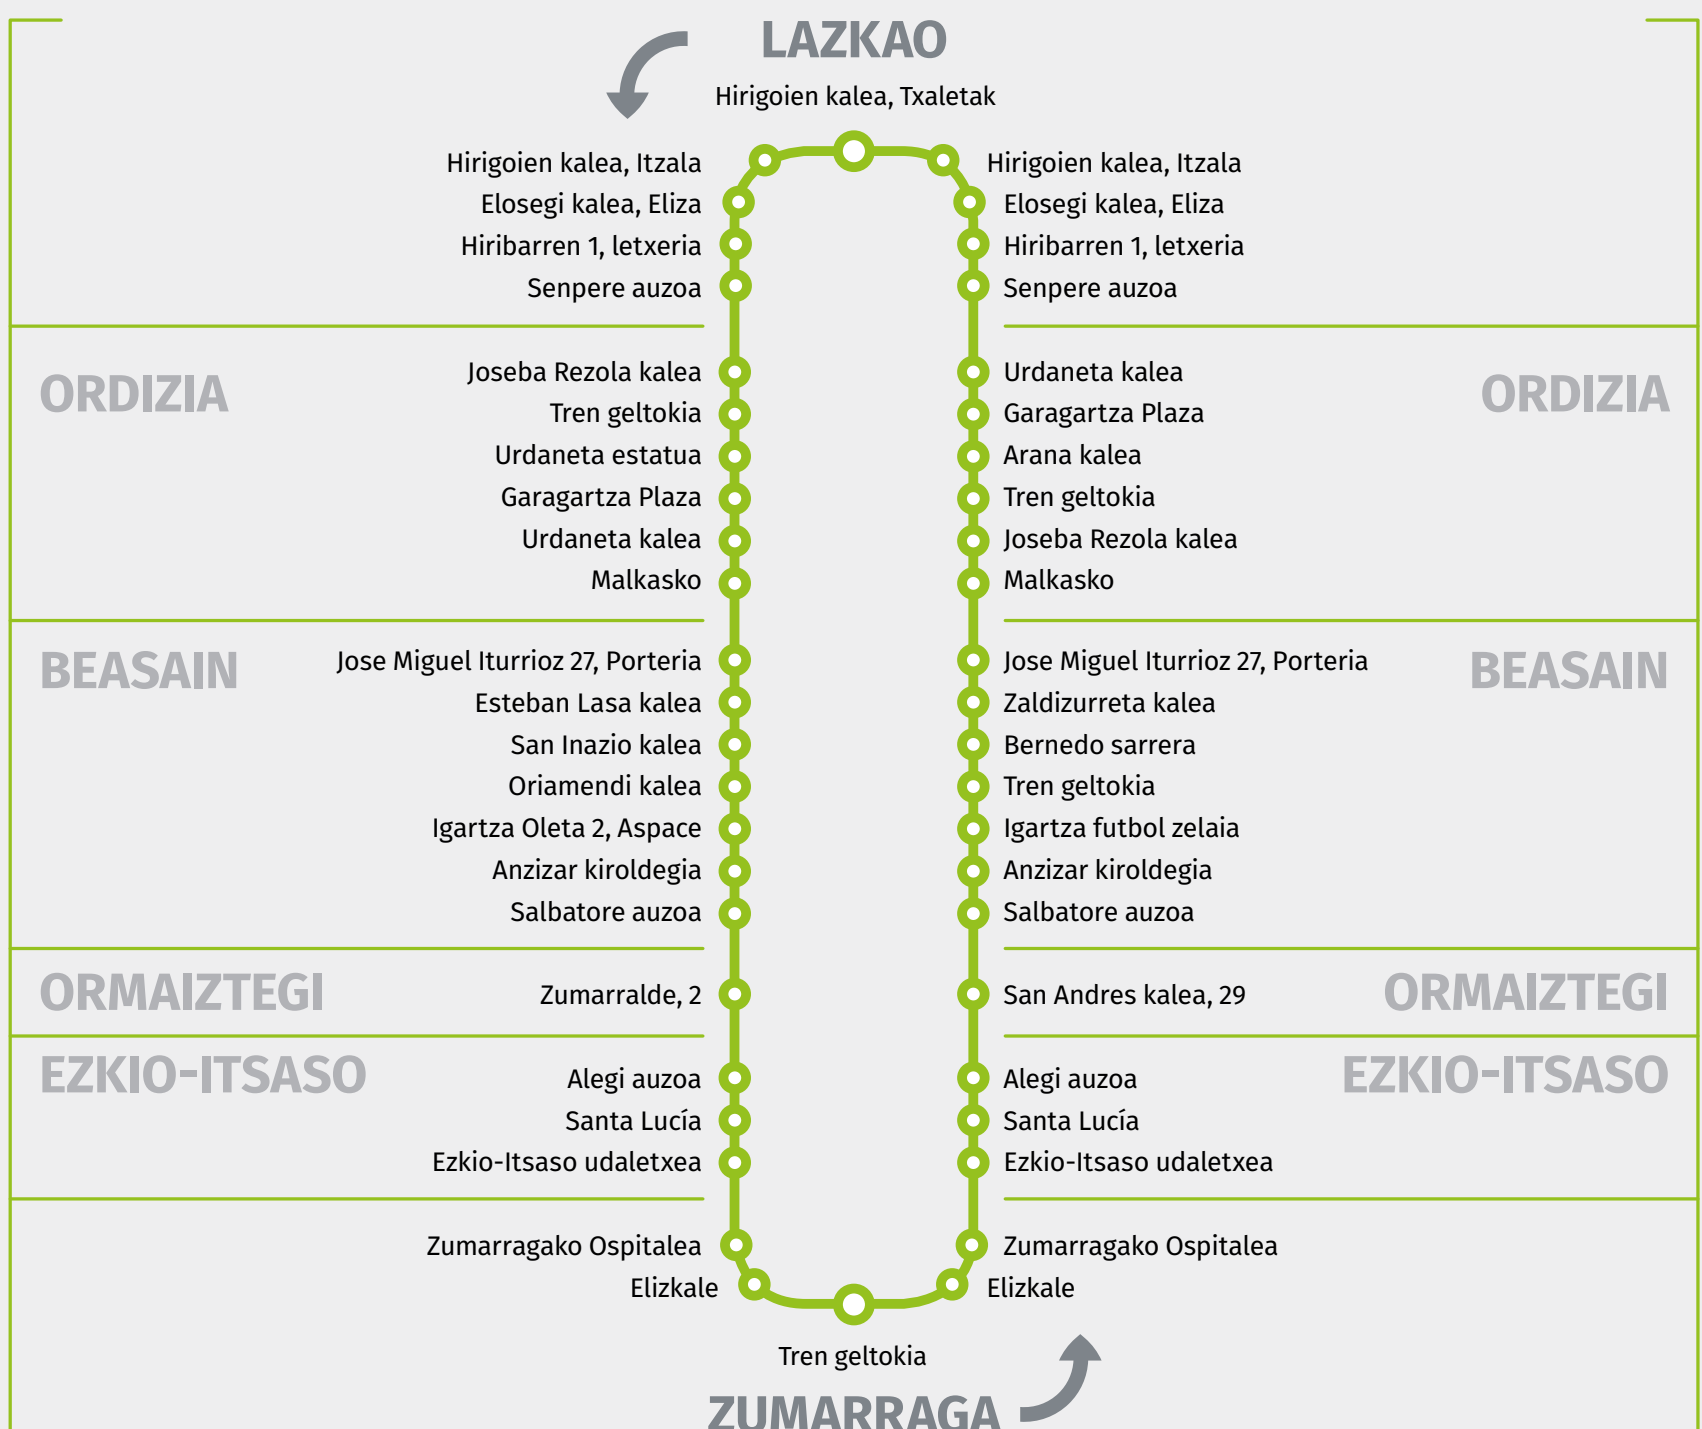 LAZKAO
Hirigoien kalea, Txaletak
Hirigoien kalea, Itzala
Elosegi kalea, Eliza
Hiribarren 1, letxeria
Senpere auzoa
Hirigoien kalea, Itzala
Elosegi kalea, Eliza
Hiribarren 1, letxeria
Senpere auzoa
ORDIZIA
Joseba Rezola kalea
Tren geltokia
Urdaneta estatua
Garagartza Plaza
Urdaneta kalea
Malkasko
Urdaneta kalea
Garagartza Plaza
Arana kalea
Tren geltokia
Joseba Rezola kalea
Malkasko
ORDIZIA
BEASAIN
Jose Miguel Iturrioz 27, Porteria
Esteban Lasa kalea
San Inazio kalea
Oriamendi kalea
Igartza Oleta 2, Aspace
Anzizar kiroldegia
Salbatore auzoa
Jose Miguel Iturrioz 27, Porteria
Zaldizurreta kalea
Bernedo sarrera
Tren geltokia
Igartza futbol zelaia
Anzizar kiroldegia
Salbatore auzoa
BEASAIN
ORMAIZTEGI
Zumarralde, 2
San Andres kalea, 29
ORMAIZTEGI
EZKIO-ITSASO
Alegi auzoa
Santa Lucía
Ezkio-Itsaso udaletxea
Alegi auzoa
Santa Lucía
Ezkio-Itsaso udaletxea
EZKIO-ITSASO
Zumarragako Ospitalea
Elizkale
Zumarragako Ospitalea
Elizkale
Tren geltokia
ZUMARRAGA